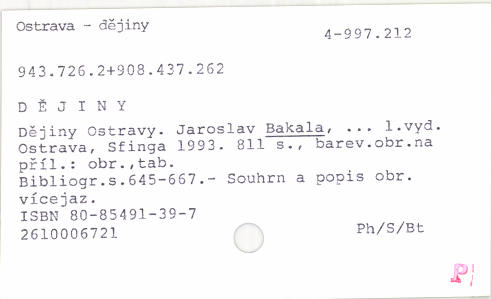 Ostrava - dějiny
4-997.212
943.726.2+908.437.262
D Ě J I N Y
Dějiny Ostravy. Jaroslav Bakala, ... 1.vyd.
Ostrava, Sfinga 1993. 811 s., barev.obr.na
příl.: obr.,tab.
Bibliogr.s.645-667.- Souhrn a popis obr.
vícejaz.
ISBN 80-85491-39-7
2610006721
Ph/S/Bt
P